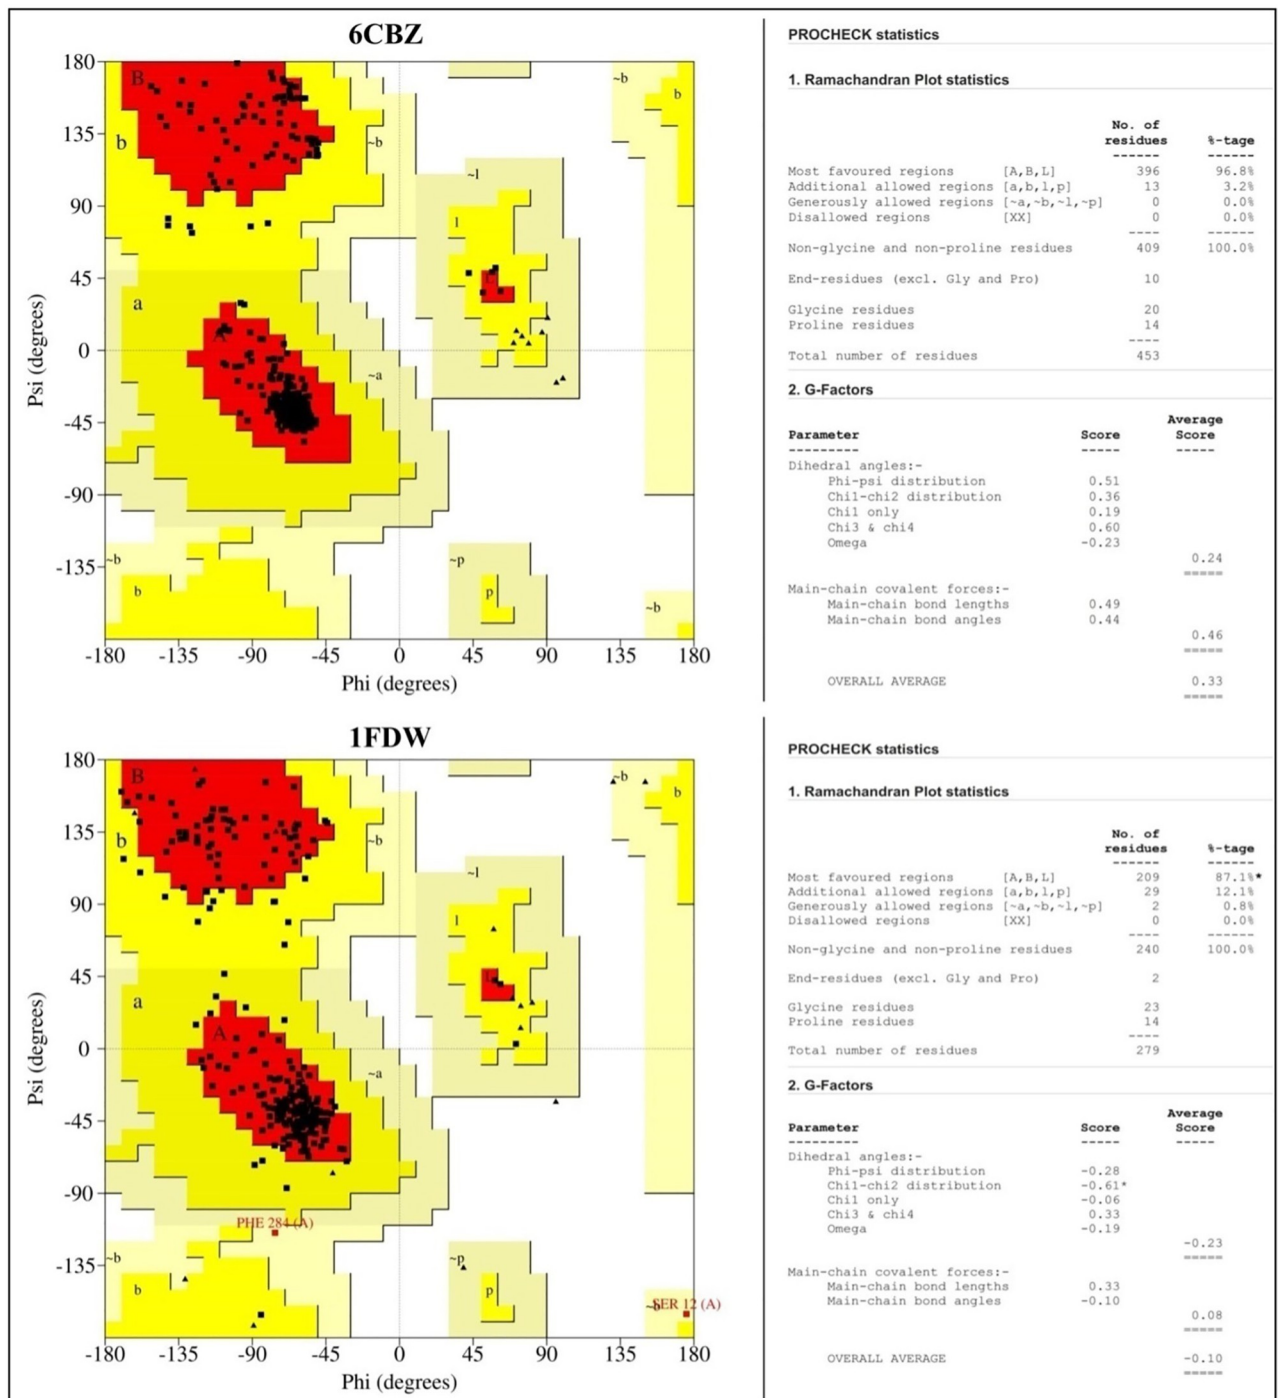 6CBZ
180
135
90
45
0
-45
-90
-135
-180
-135
-90
-45
0
45
90
135
180
Psi (degrees)
Phi (degrees)
B
b
~b
~b
b
~l
l
a
A
~a
~b
b
~p
p
~b
PROCHECK statistics
1. Ramachandran Plot statistics
No. of
residues %-tage
------ ------
Most favoured regions [A,B,L] 396 96.8%
Additional allowed regions [a,b,l,p] 13 3.2%
Generously allowed regions [~a,~b,~l,~p] 0 0.0%
Disallowed regions [XX] 0 0.0%
---- ------
Non-glycine and non-proline residues 409 100.0%
End-residues (excl. Gly and Pro) 10
Glycine residues 20
Proline residues 14
----
Total number of residues 453
2. G-Factors
Average
Parameter Score Score
--------- ----- -----
Dihedral angles:-
Phi-psi distribution 0.51
Chi1-chi2 distribution 0.36
Chi1 only 0.19
Chi3 & chi4 0.60
Omega -0.23
0.24
=====
Main-chain covalent forces:-
Main-chain bond lengths 0.49
Main-chain bond angles 0.44
0.46
=====
OVERALL AVERAGE 0.33
=====
1FDW
180
135
90
45
0
-45
-90
-135
-180
-135
-90
-45
0
45
90
135
180
Psi (degrees)
Phi (degrees)
B
b
~b
~b
b
~l
l
a
A
~a
PHE 284 (A)
~b
b
~p
p
~b
SER 12 (A)
PROCHECK statistics
1. Ramachandran Plot statistics
No. of
residues %-tage
------ ------
Most favoured regions [A,B,L] 209 87.1%*
Additional allowed regions [a,b,l,p] 29 12.1%
Generously allowed regions [~a,~b,~l,~p] 2 0.8%
Disallowed regions [XX] 0 0.0%
---- ------
Non-glycine and non-proline residues 240 100.0%
End-residues (excl. Gly and Pro) 2
Glycine residues 23
Proline residues 14
----
Total number of residues 279
2. G-Factors
Average
Parameter Score Score
--------- ----- -----
Dihedral angles:-
Phi-psi distribution -0.28
Chi1-chi2 distribution -0.61*
Chi1 only -0.06
Chi3 & chi4 0.33
Omega -0.19
-0.23
=====
Main-chain covalent forces:-
Main-chain bond lengths 0.33
Main-chain bond angles -0.10
0.08
=====
OVERALL AVERAGE -0.10
=====